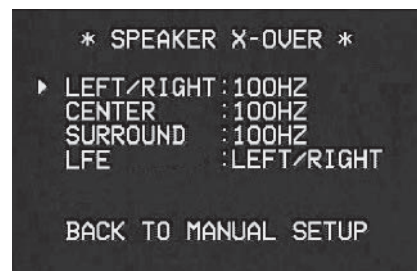 * SPEAKER X-OVER *
LEFT/RIGHT:100HZ
CENTER :100HZ
SURROUND :100HZ
LFE :LEFT/RIGHT
BACK TO MANUAL SETUP